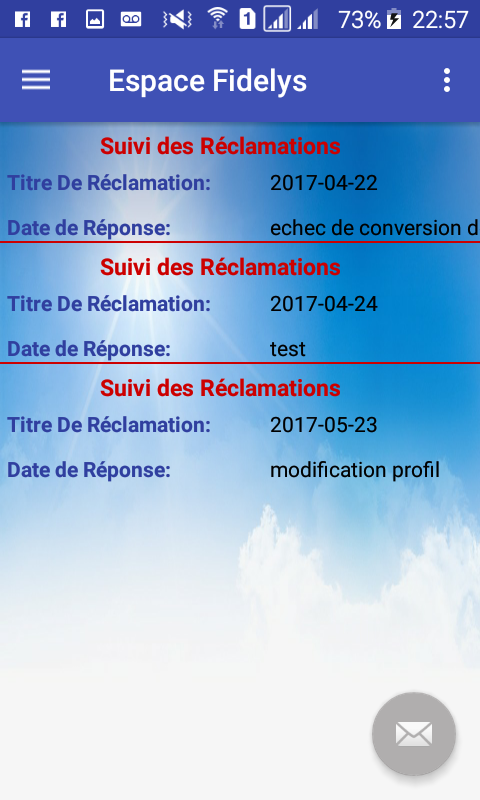 1 73% 22:57
Espace Fidelys
Suivi des Réclamations
Titre De Réclamation: 2017-04-22
Date de Réponse: echec de conversion d
Suivi des Réclamations
Titre De Réclamation: 2017-04-24
Date de Réponse: test
Suivi des Réclamations
Titre De Réclamation: 2017-05-23
Date de Réponse: modification profil